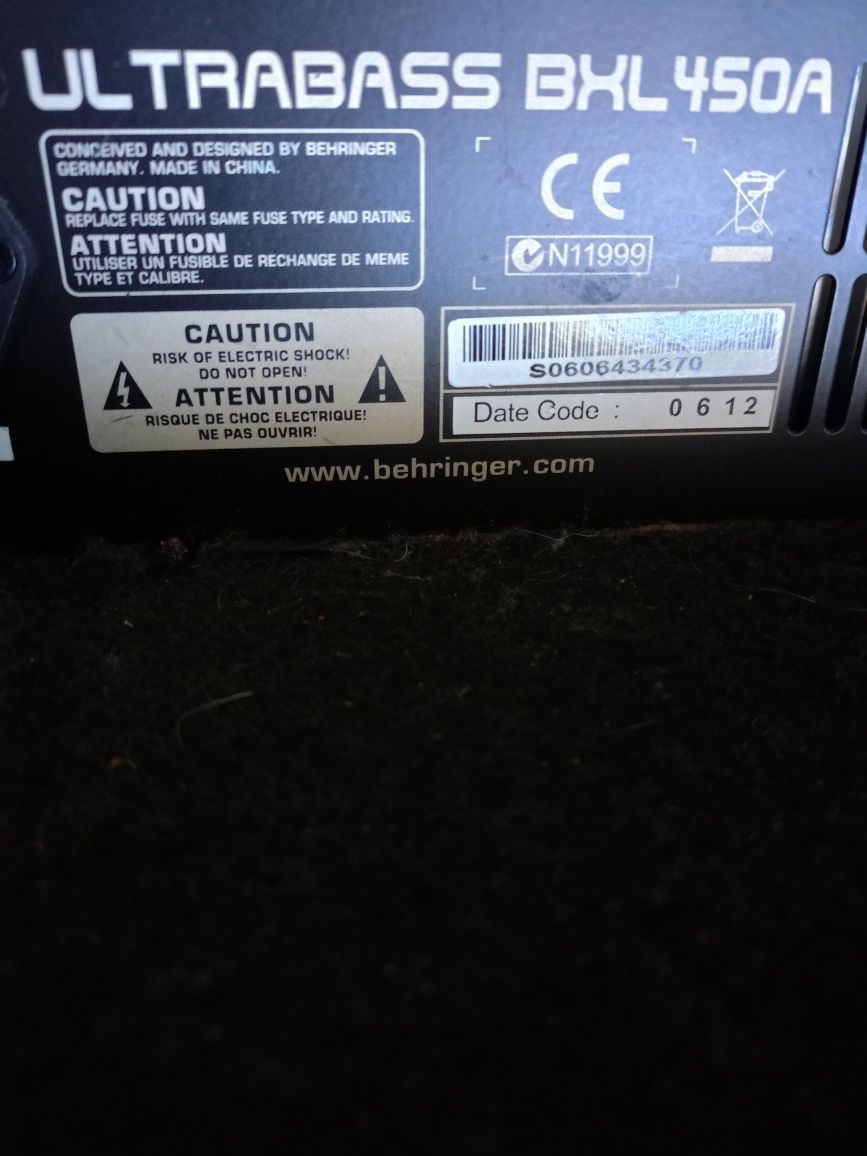 ULTRABASS BXL450A
CONCEIVED AND DESIGNED BY BEHRINGER
GERMANY. MADE IN CHINA.
CAUTION
REPLACE FUSE WITH SAME FUSE TYPE AND RATING.
ATTENTION
UTILISER UN FUSIBLE DE RECHANGE DE MEME
TYPE ET CALIBRE.
CE
N11999
CAUTION
RISK OF ELECTRIC SHOCK!
DO NOT OPEN!
ATTENTION
RISQUE DE CHOC ELECTRIQUE!
NE PAS OUVRIR!
S0606434370
Date Code : 0612
www.behringer.com